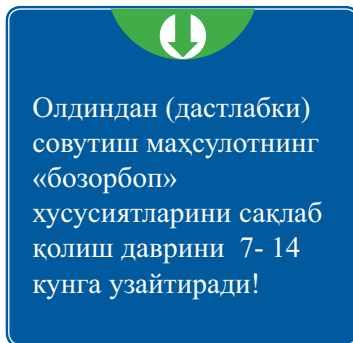 Олдиндан (дастлабки)
совутиш маҳсулотнинг
«бозорбоп»
хусусиятларини сақлаб
қолиш даврини 7- 14
кунга узайтиради!